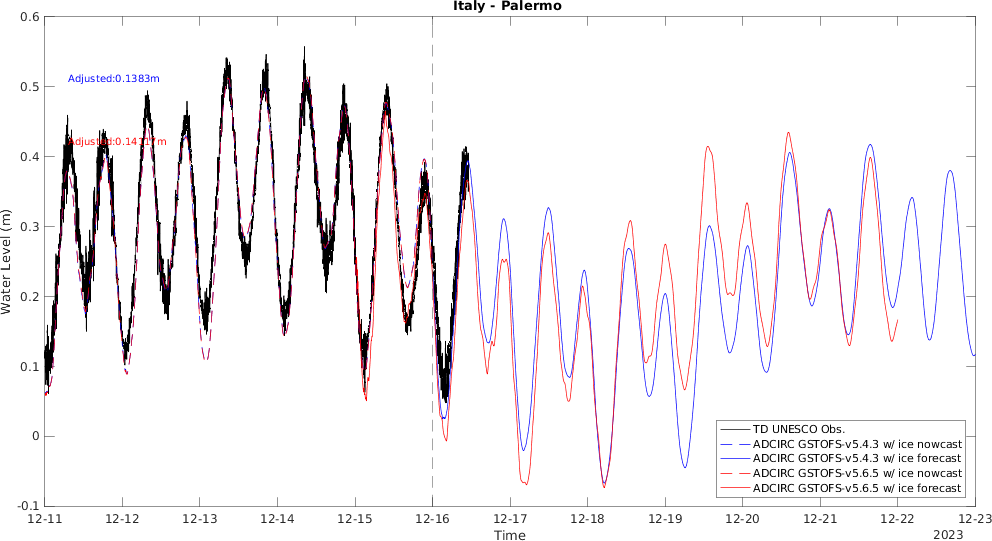 Italy - Palermo
0.6
0.5
0.4
0.3
0.2
0.1
0
-0.1
Water Level (m)
Adjusted:0.1383m
Adjusted:0.14117m
TD UNESCO Obs.
ADCIRC GSTOFS-v5.4.3 w/ ice nowcast
ADCIRC GSTOFS-v5.4.3 w/ ice forecast
ADCIRC GSTOFS-v5.6.5 w/ ice nowcast
ADCIRC GSTOFS-v5.6.5 w/ ice forecast
12-11 12-12 12-13 12-14 12-15 12-16 12-17 12-18 12-19 12-20 12-21 12-22 12-23
Time
2023